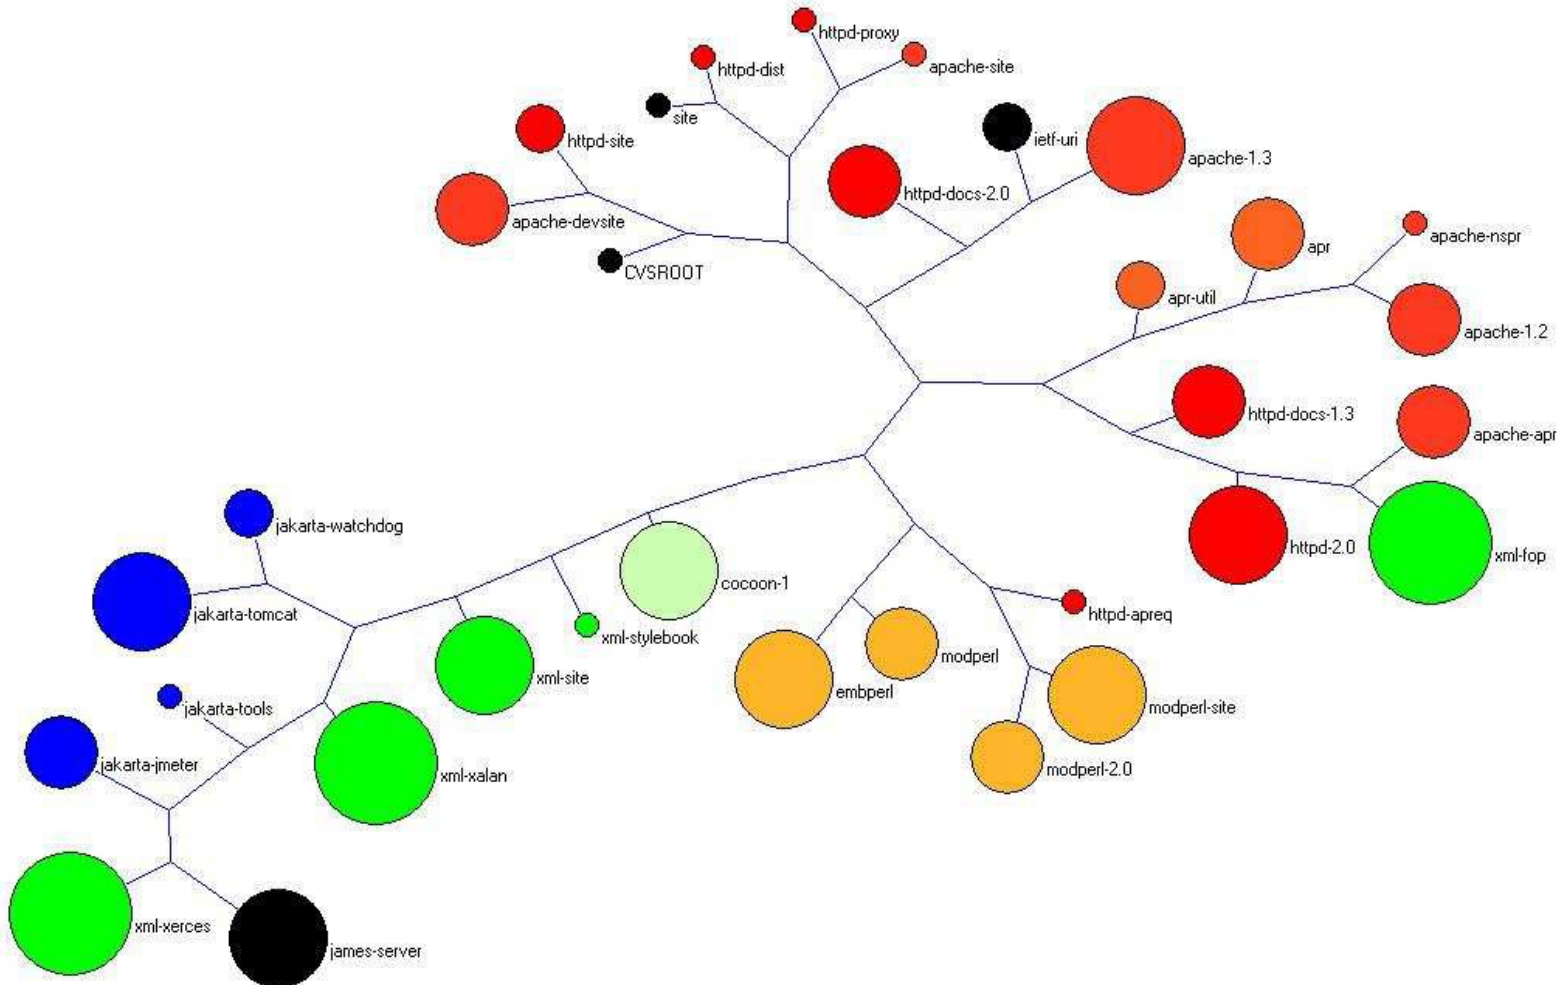 httpd-proxy
apache-site
httpd-dist
site
httpd-site
ietf-uri
apache-1.3
httpd-docs-2.0
apache-devsite
CVSROOT
apr
apache-nspr
apr-util
apache-1.2
httpd-docs-1.3
apache-apr
jakarta-watchdog
httpd-2.0
xml-fop
cocoon-1
jakarta-tomcat
httpd-apreq
xml-stylebook
modperl
xml-site
embperl
jakarta-tools
modperl-site
jakarta-jmeter
modperl-2.0
xml-xalan
xml-xerces
james-server